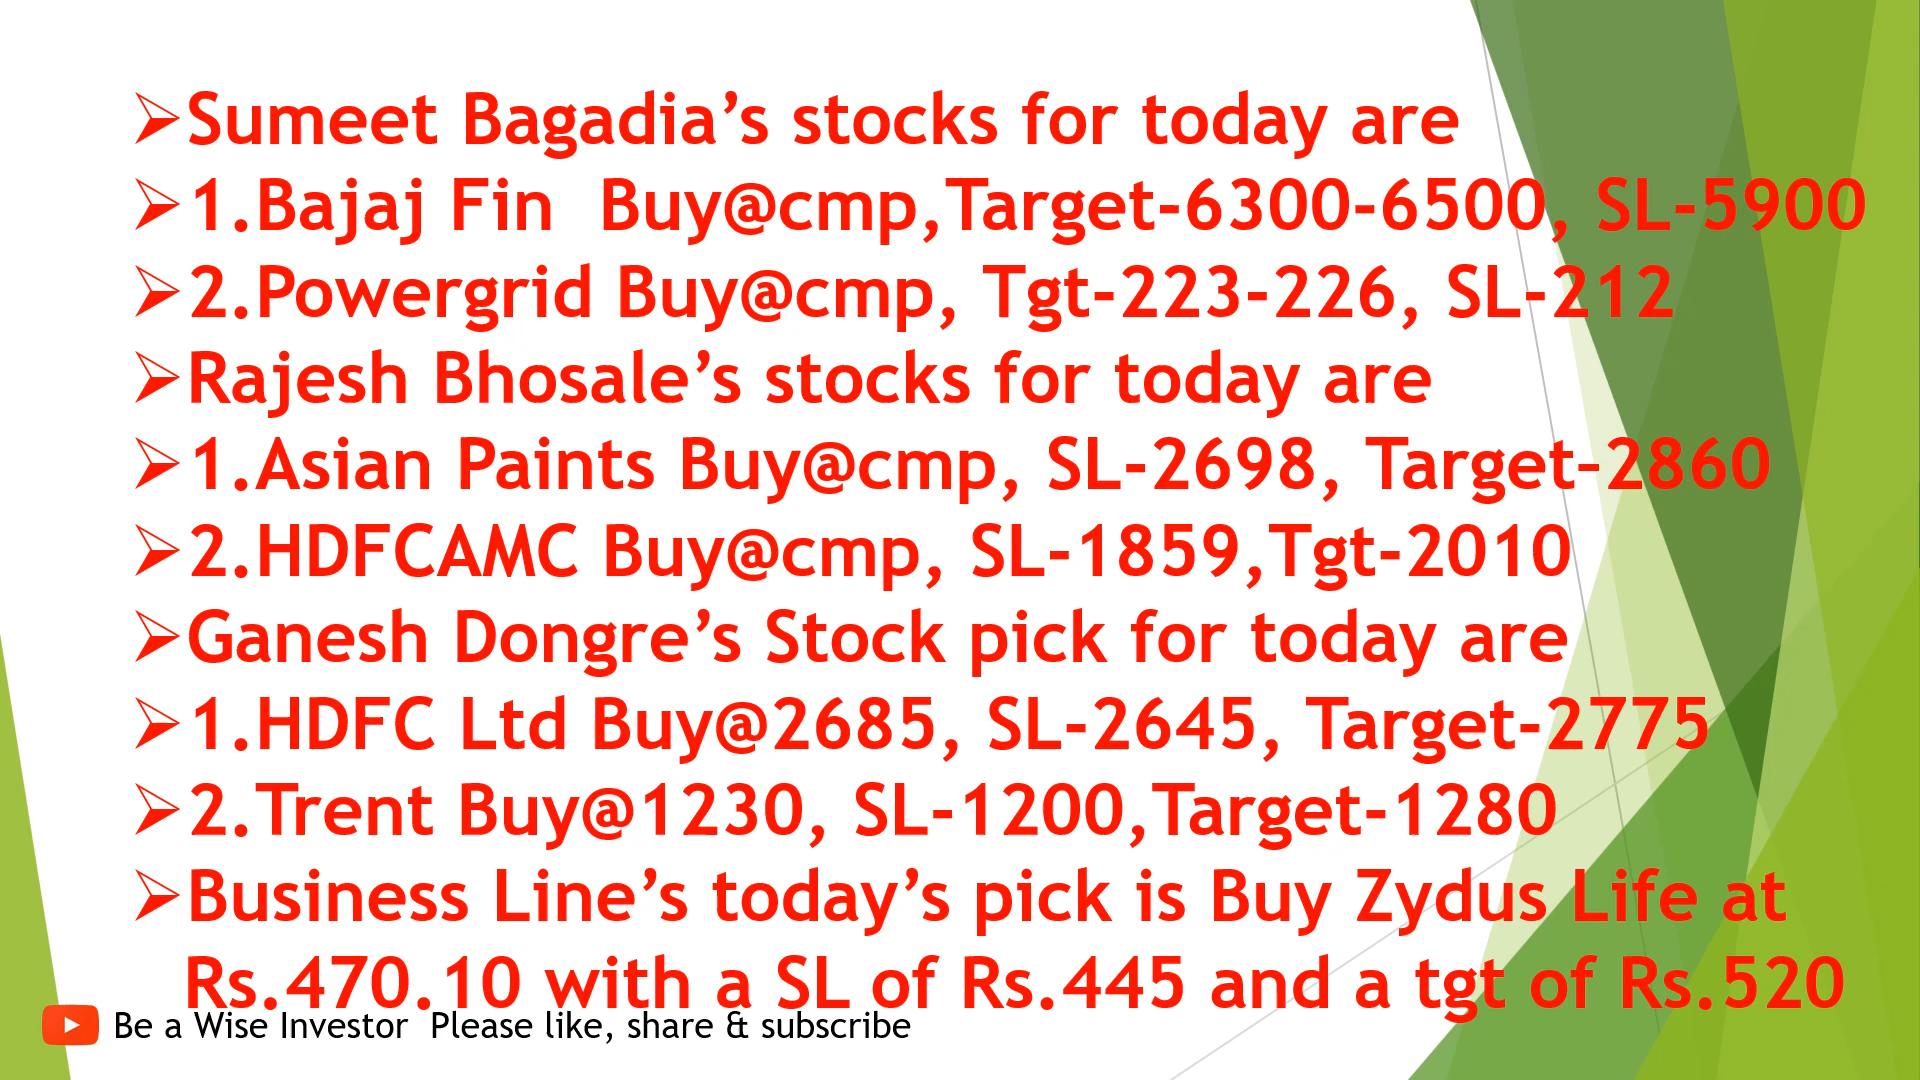 ➢Sumeet Bagadia’s stocks for today are
➢1.Bajaj Fin  Buy@cmp,Target-6300-6500, SL-5900
➢2.Powergrid Buy@cmp, Tgt-223-226, SL-212
➢Rajesh Bhosale’s stocks for today are
➢1.Asian Paints Buy@cmp, SL-2698, Target-2860
➢2.HDFCAMC Buy@cmp, SL-1859,Tgt-2010
➢Ganesh Dongre’s Stock pick for today are
➢1.HDFC Ltd Buy@2685, SL-2645, Target-2775
➢2.Trent Buy@1230, SL-1200,Target-1280
➢Business Line’s today’s pick is Buy Zydus Life at
Rs.470.10 with a SL of Rs.445 and a tgt of Rs.520
Be a Wise Investor  Please like, share & subscribe